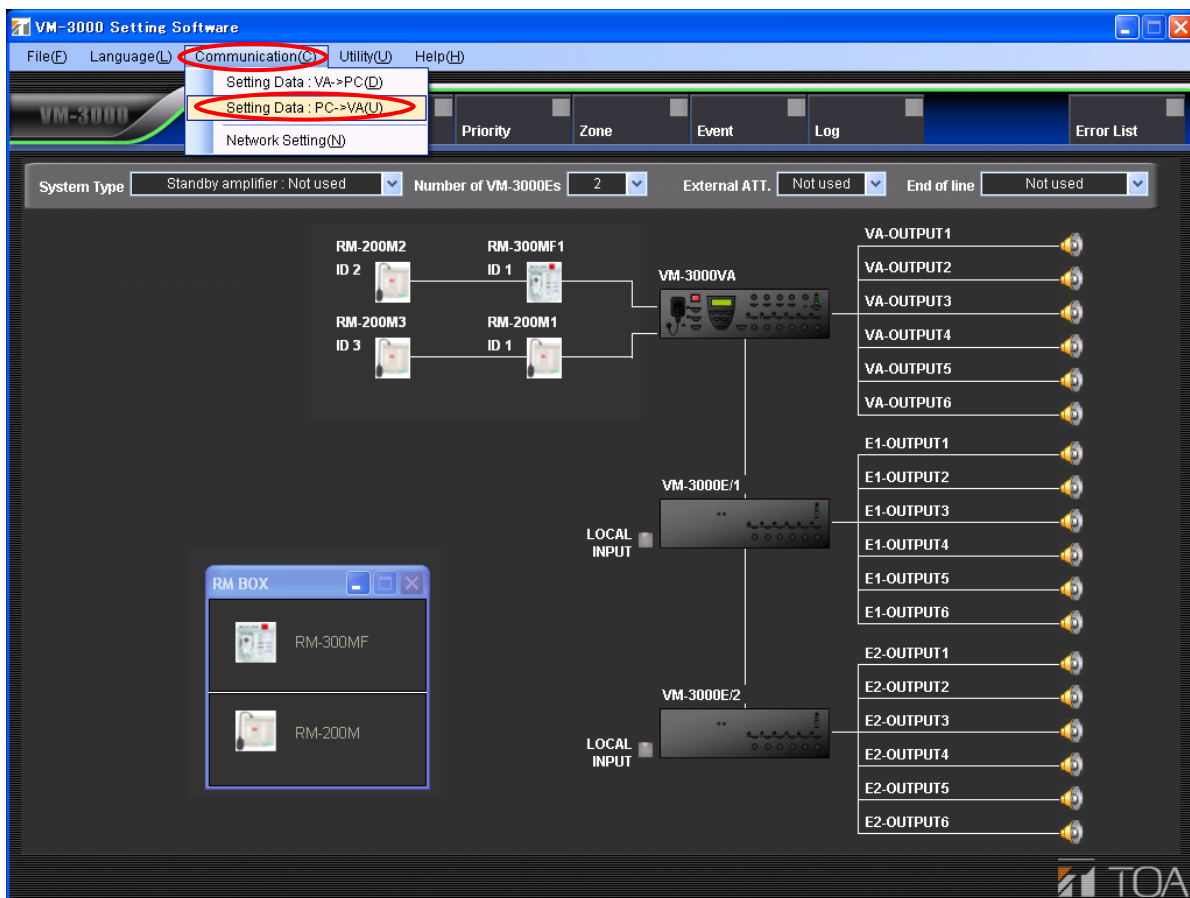 VM-3000 Setting Software
File(F) Language(L) Communication(C) Utility(U) Help(H)
Setting Data : VA->PC(D)
Setting Data : PC->VA(U)
Network Setting(N)
VM-3000
Priority Zone Event Log Error List
System Type Standby amplifier : Not used Number of VM-3000Es 2 External ATT. Not used End of line Not used
RM-200M2
ID 2
RM-300MF1
ID 1
RM-200M3
ID 3
RM-200M1
ID 1
VM-3000VA
VA-OUTPUT1
VA-OUTPUT2
VA-OUTPUT3
VA-OUTPUT4
VA-OUTPUT5
VA-OUTPUT6
VM-3000E/1
LOCAL
INPUT
E1-OUTPUT1
E1-OUTPUT2
E1-OUTPUT3
E1-OUTPUT4
E1-OUTPUT5
E1-OUTPUT6
RM BOX
RM-300MF
RM-200M
VM-3000E/2
LOCAL
INPUT
E2-OUTPUT1
E2-OUTPUT2
E2-OUTPUT3
E2-OUTPUT4
E2-OUTPUT5
E2-OUTPUT6
TOA